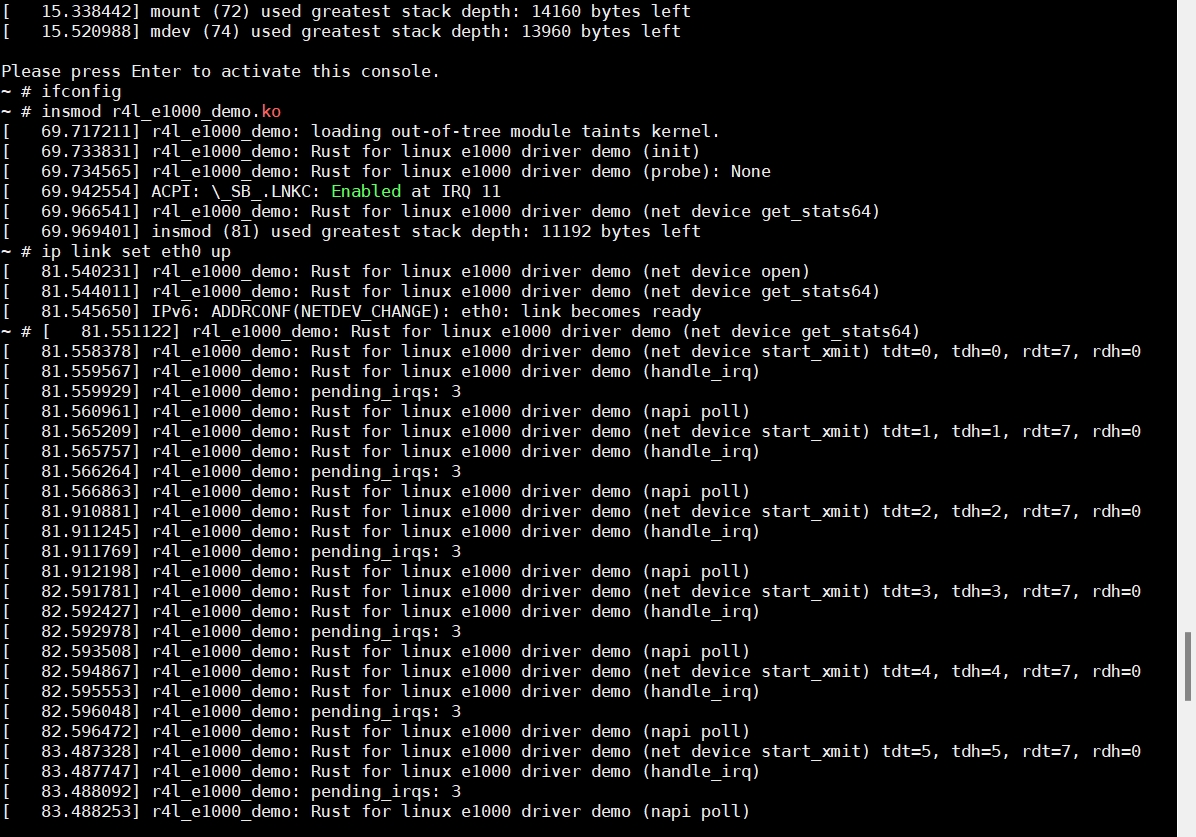 [   15.338442] mount (72) used greatest stack depth: 14160 bytes left
[   15.520988] mdev (74) used greatest stack depth: 13960 bytes left
Please press Enter to activate this console.
~ # ifconfig
~ # insmod r4l_e1000_demo.ko
[   69.717211] r4l_e1000_demo: loading out-of-tree module taints kernel.
[   69.733831] r4l_e1000_demo: Rust for linux e1000 driver demo (init)
[   69.734565] r4l_e1000_demo: Rust for linux e1000 driver demo (probe): None
[   69.942554] ACPI: \_SB_.LNKC: Enabled at IRQ 11
[   69.966541] r4l_e1000_demo: Rust for linux e1000 driver demo (net device get_stats64)
[   69.969401] insmod (81) used greatest stack depth: 11192 bytes left
~ # ip link set eth0 up
[   81.540231] r4l_e1000_demo: Rust for linux e1000 driver demo (net device open)
[   81.544011] r4l_e1000_demo: Rust for linux e1000 driver demo (net device get_stats64)
[   81.545650] IPv6: ADDRCONF(NETDEV_CHANGE): eth0: link becomes ready
~ # [   81.551122] r4l_e1000_demo: Rust for linux e1000 driver demo (net device get_stats64)
[   81.558378] r4l_e1000_demo: Rust for linux e1000 driver demo (net device start_xmit) tdt=0, tdh=0, rdt=7, rdh=0
[   81.559567] r4l_e1000_demo: Rust for linux e1000 driver demo (handle_irq)
[   81.559929] r4l_e1000_demo: pending_irqs: 3
[   81.560961] r4l_e1000_demo: Rust for linux e1000 driver demo (napi poll)
[   81.565209] r4l_e1000_demo: Rust for linux e1000 driver demo (net device start_xmit) tdt=1, tdh=1, rdt=7, rdh=0
[   81.565757] r4l_e1000_demo: Rust for linux e1000 driver demo (handle_irq)
[   81.566264] r4l_e1000_demo: pending_irqs: 3
[   81.566863] r4l_e1000_demo: Rust for linux e1000 driver demo (napi poll)
[   81.910881] r4l_e1000_demo: Rust for linux e1000 driver demo (net device start_xmit) tdt=2, tdh=2, rdt=7, rdh=0
[   81.911245] r4l_e1000_demo: Rust for linux e1000 driver demo (handle_irq)
[   81.911769] r4l_e1000_demo: pending_irqs: 3
[   81.912198] r4l_e1000_demo: Rust for linux e1000 driver demo (napi poll)
[   82.591781] r4l_e1000_demo: Rust for linux e1000 driver demo (net device start_xmit) tdt=3, tdh=3, rdt=7, rdh=0
[   82.592427] r4l_e1000_demo: Rust for linux e1000 driver demo (handle_irq)
[   82.592978] r4l_e1000_demo: pending_irqs: 3
[   82.593508] r4l_e1000_demo: Rust for linux e1000 driver demo (napi poll)
[   82.594867] r4l_e1000_demo: Rust for linux e1000 driver demo (net device start_xmit) tdt=4, tdh=4, rdt=7, rdh=0
[   82.595553] r4l_e1000_demo: Rust for linux e1000 driver demo (handle_irq)
[   82.596048] r4l_e1000_demo: pending_irqs: 3
[   82.596472] r4l_e1000_demo: Rust for linux e1000 driver demo (napi poll)
[   83.487328] r4l_e1000_demo: Rust for linux e1000 driver demo (net device start_xmit) tdt=5, tdh=5, rdt=7, rdh=0
[   83.487747] r4l_e1000_demo: Rust for linux e1000 driver demo (handle_irq)
[   83.488092] r4l_e1000_demo: pending_irqs: 3
[   83.488253] r4l_e1000_demo: Rust for linux e1000 driver demo (napi poll)